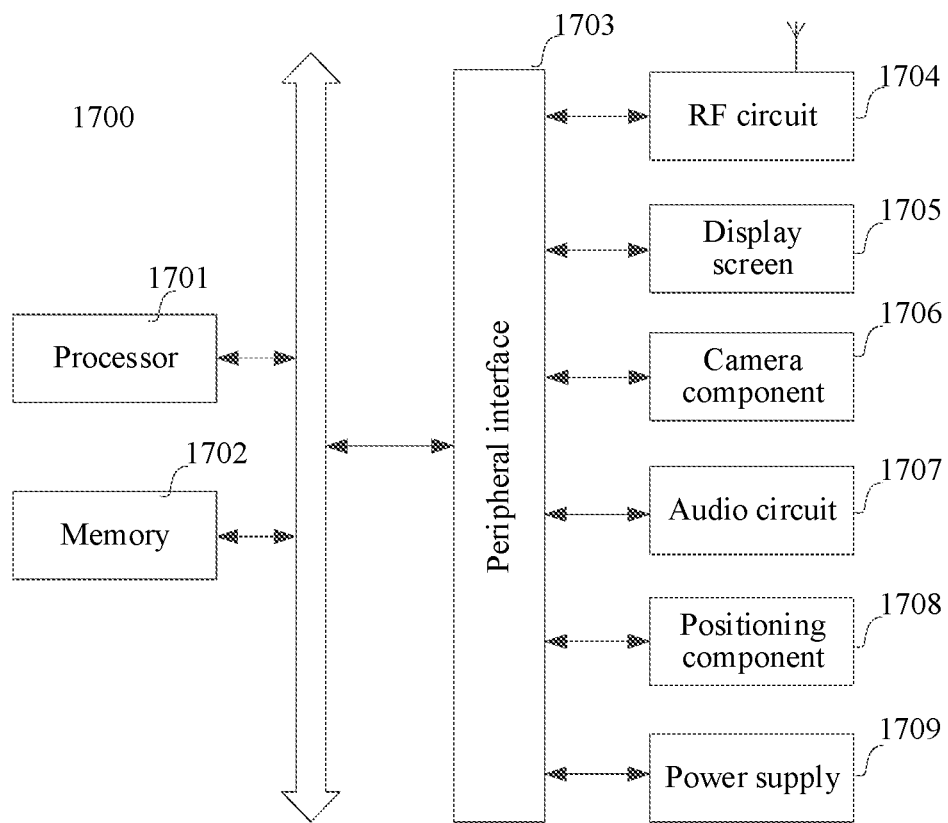 1700
1701
Processor
1702
Memory
1703
Peripheral interface
1704
RF circuit
1705
Display
screen
1706
Camera
component
1707
Audio circuit
1708
Positioning
component
1709
Power supply